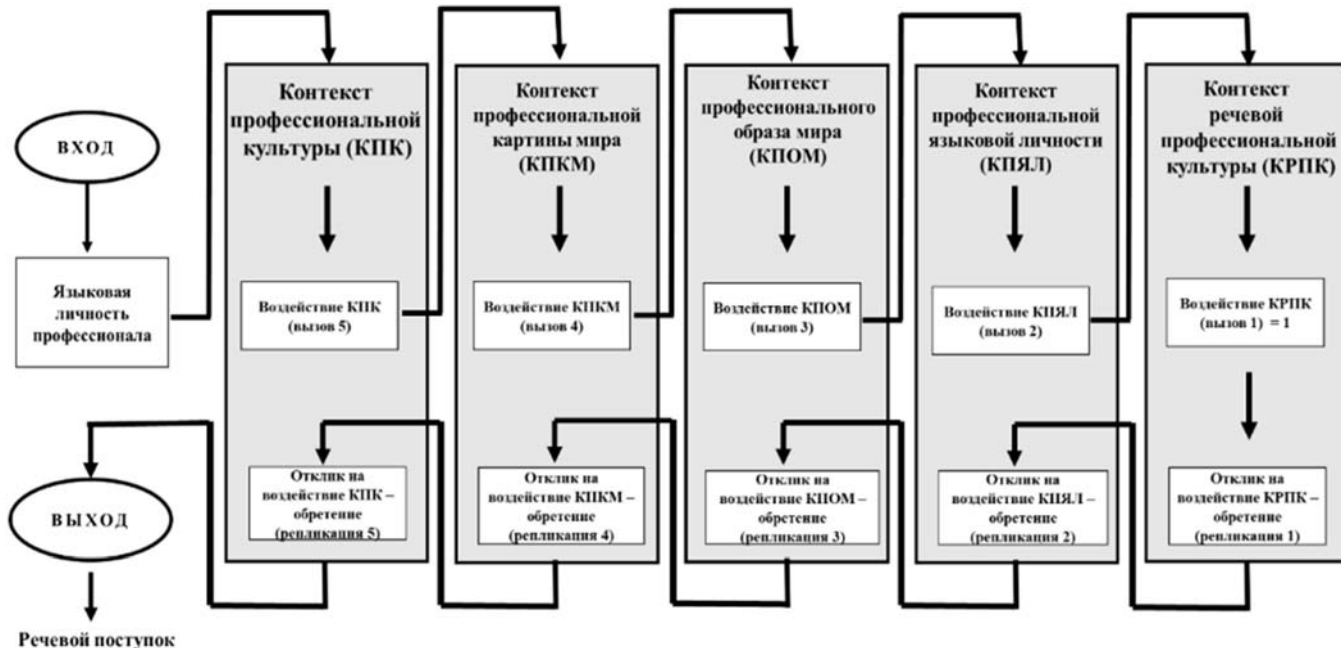 ВХОД
Языковая
личность
профессионала
Контекст
профессиональной
культуры (КПК)
Воздействие КПК
(вызов 5)
Контекст
профессиональной
картины мира
(КПКМ)
Воздействие КПКМ
(вызов 4)
Контекст
профессионального
образа мира
(КПОМ)
Воздействие КПОМ
(вызов 3)
Контекст
профессиональной
языковой личности
(КПЯЛ)
Воздействие КПЯЛ
(вызов 2)
Контекст
речевой
профессиональной
культуры (КРПК)
Воздействие КРПК
(вызов 1) = 1
Отклик на
воздействие КРПК –
обретение
(репликация 1)
Отклик на
воздействие КПЯЛ –
обретение
(репликация 2)
Отклик на
воздействие КПОМ –
обретение
(репликация 3)
Отклик на
воздействие КПКМ –
обретение
(репликация 4)
Отклик на
воздействие КПК –
обретение
(репликация 5)
ВЫХОД
Речевой поступок